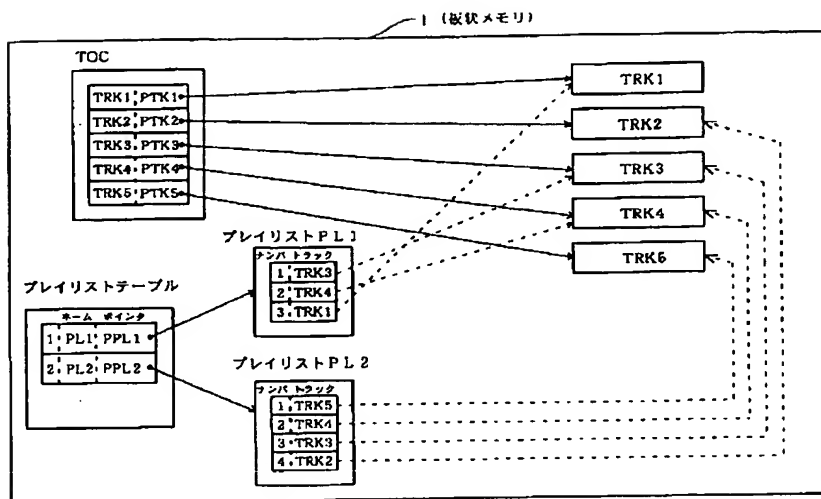 1 (板状メモリ)
TOC
TRK1 PTK1
TRK2 PTK2
TRK3 PTK3
TRK4 PTK4
TRK5 PTK5
TRK1
TRK2
TRK3
TRK4
TRK5
プレイリストPL1
ナンバ トラック
1 TRK3
2 TRK4
3 TRK1
プレイリストテーブル
ネーム ポインタ
1 PL1 PPL1
2 PL2 PPL2
プレイリストPL2
ナンバ トラック
1 TRK5
2 TRK4
3 TRK3
4 TRK2